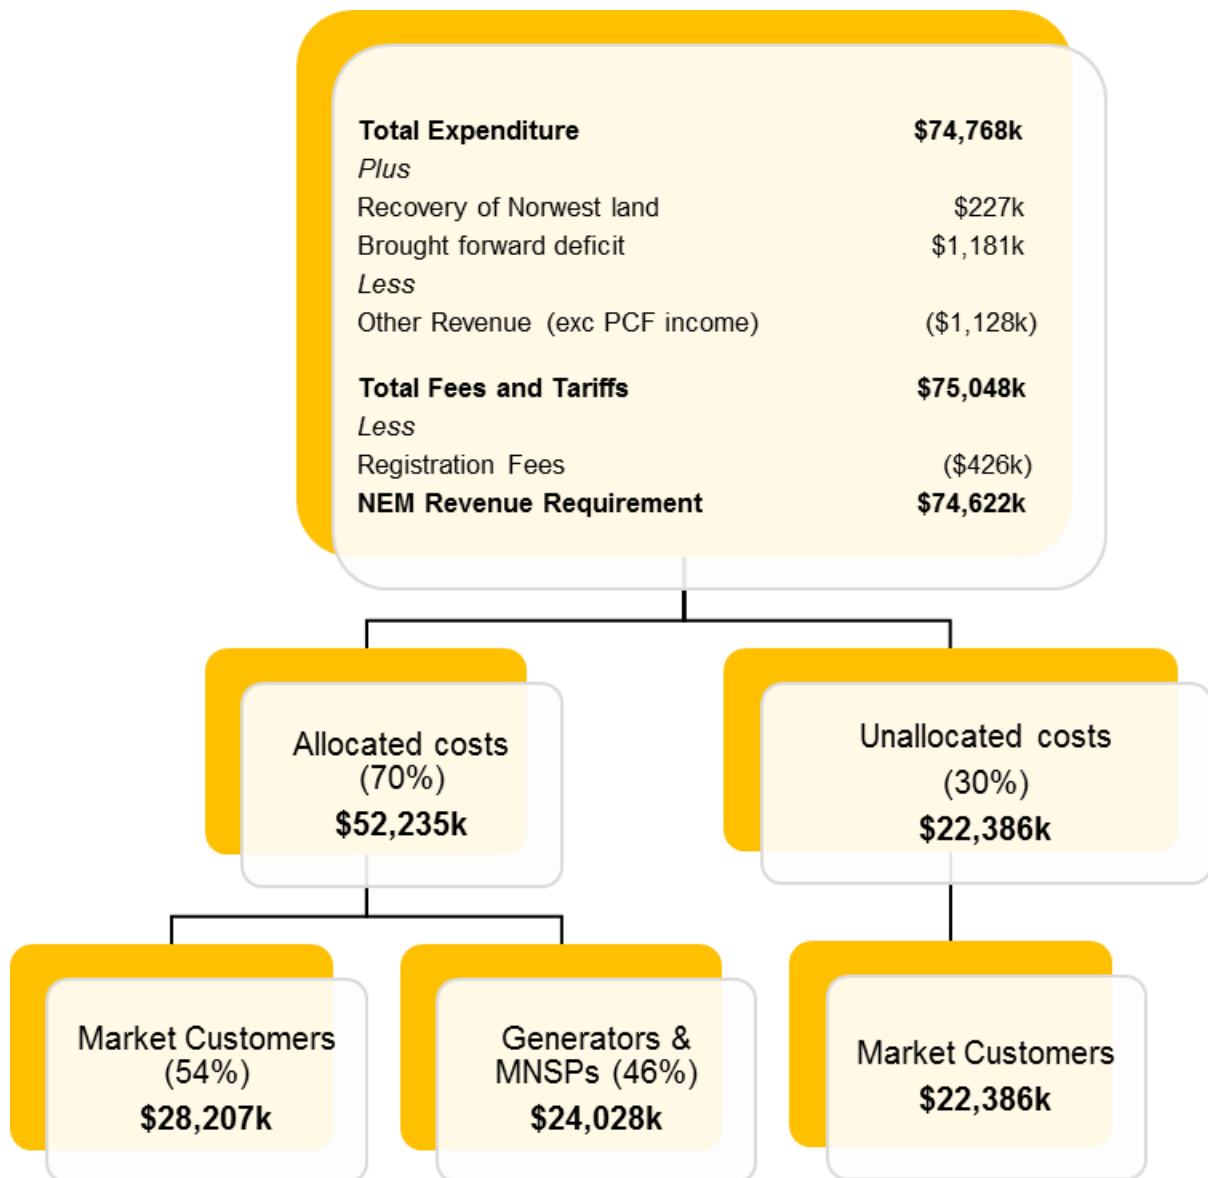 Total Expenditure $74,768k
Plus
Recovery of Norwest land $227k
Brought forward deficit $1,181k
Less
Other Revenue (exc PCF income) ($1,128k)
Total Fees and Tariffs $75,048k
Less
Registration Fees ($426k)
NEM Revenue Requirement $74,622k
Allocated costs
(70%)
$52,235k
Unallocated costs
(30%)
$22,386k
Market Customers
(54%)
$28,207k
Generators &
MNSPs (46%)
$24,028k
Market Customers
$22,386k